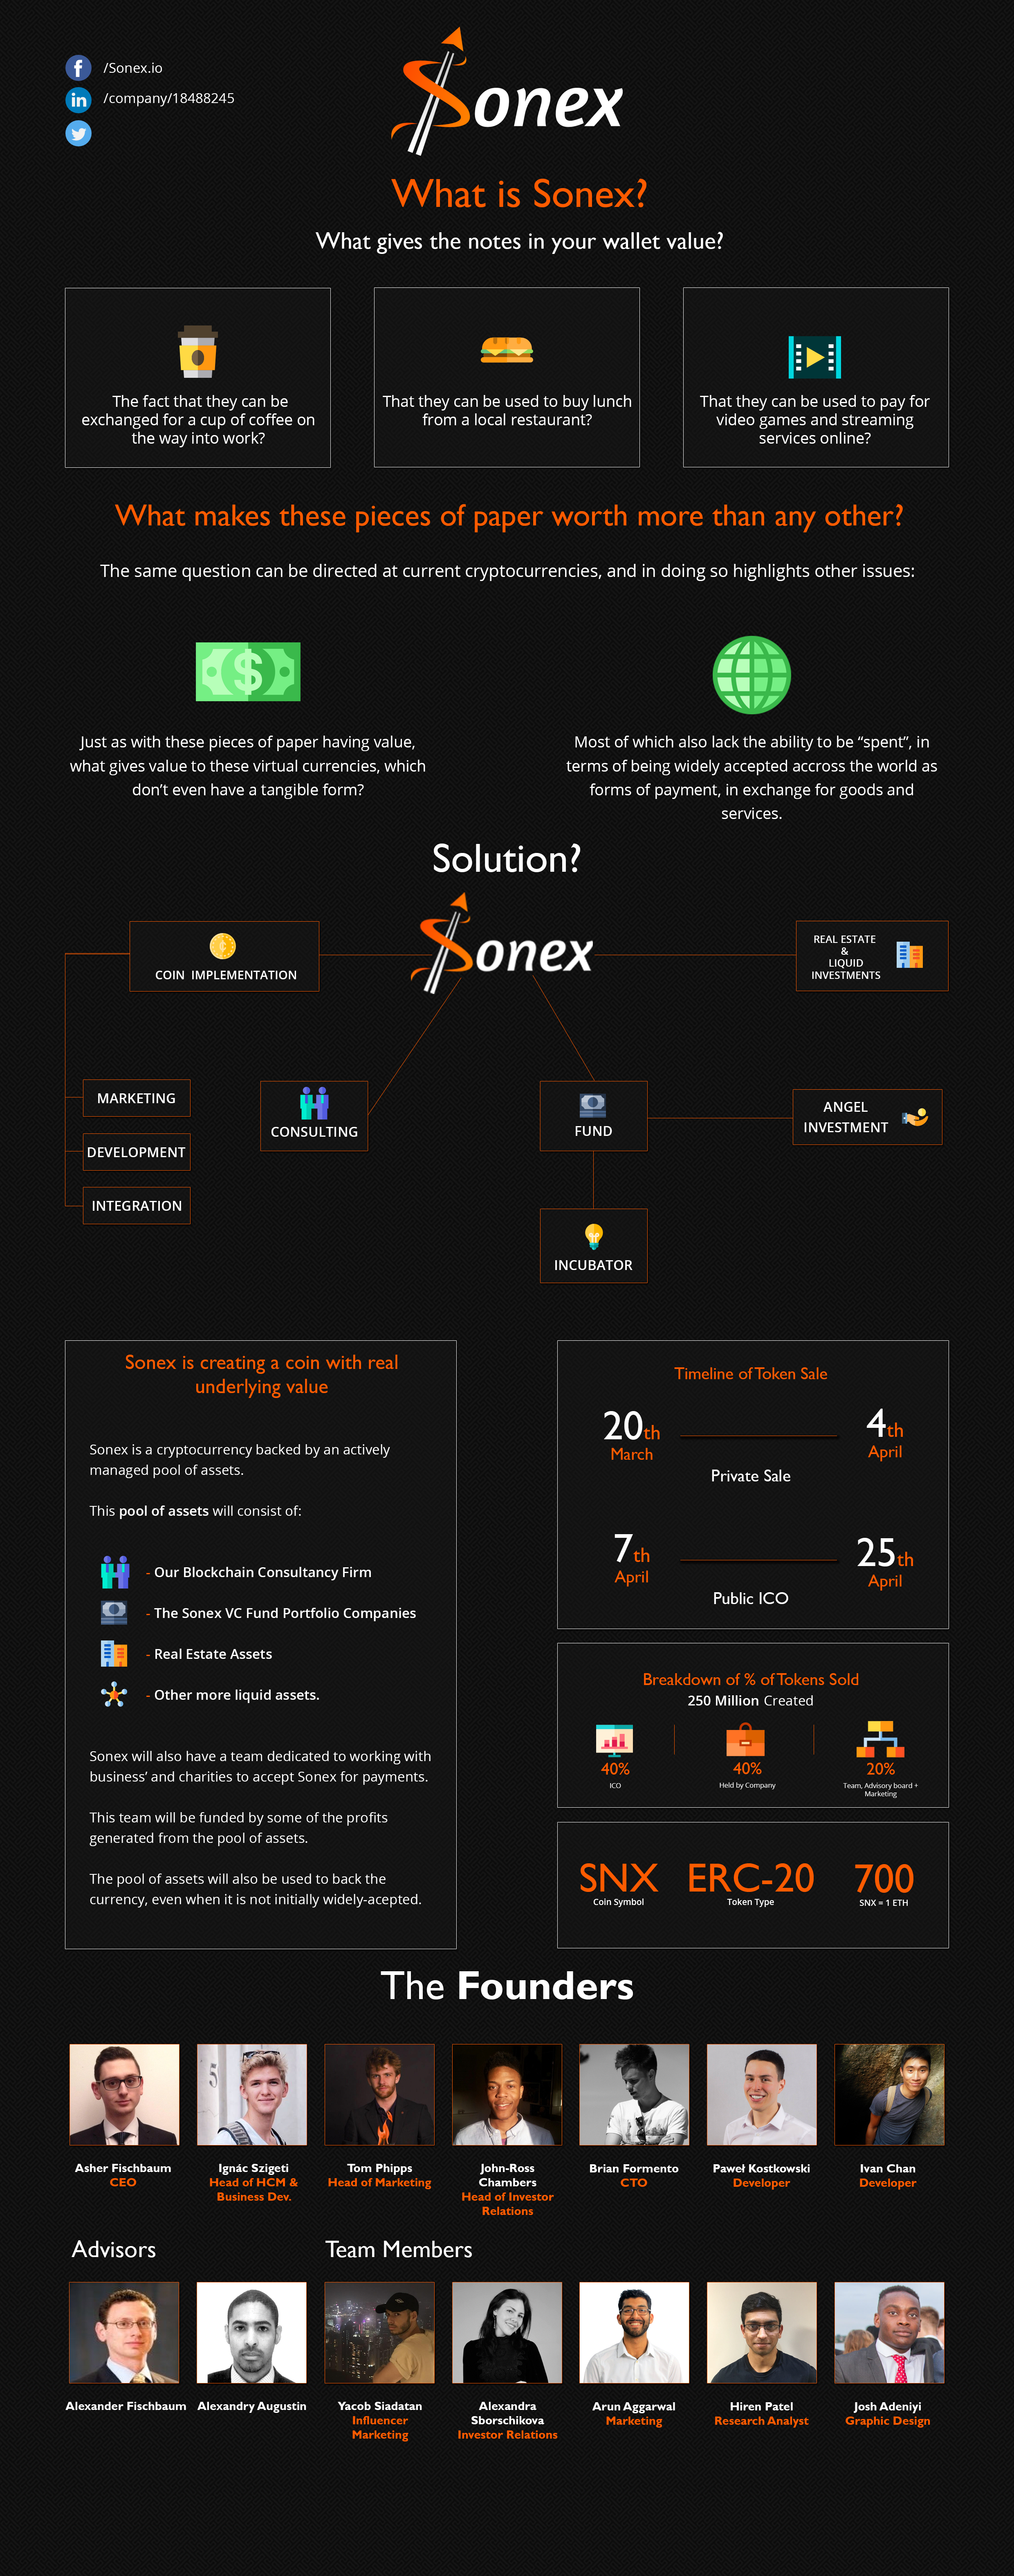 /Sonex.io
/company/18488245
Sonex
What is Sonex?
What gives the notes in your wallet value?
The fact that they can be
exchanged for a cup of coffee on
the way into work?
That they can be used to buy lunch
from a local restaurant?
That they can be used to pay for
video games and streaming
services online?
What makes these pieces of paper worth more than any other?
The same question can be directed at current cryptocurrencies, and in doing so highlights other issues:
Just as with these pieces of paper having value,
what gives value to these virtual currencies, which
don't even have a tangible form?
Most of which also lack the ability to be “spent”, in
terms of being widely accepted accross the world as
forms of payment, in exchange for goods and
services.
Solution?
Sonex
COIN IMPLEMENTATION
REAL ESTATE
&
LIQUID
INVESTMENTS
MARKETING
DEVELOPMENT
INTEGRATION
CONSULTING
FUND
ANGEL
INVESTMENT
INCUBATOR
Sonex is creating a coin with real
underlying value
Sonex is a cryptocurrency backed by an actively
managed pool of assets.
This pool of assets will consist of:
- Our Blockchain Consultancy Firm
- The Sonex VC Fund Portfolio Companies
- Real Estate Assets
- Other more liquid assets.
Sonex will also have a team dedicated to working with
business’ and charities to accept Sonex for payments.
This team will be funded by some of the profits
generated from the pool of assets.
The pool of assets will also be used to back the
currency, even when it is not initially widely-acepted.
Timeline of Token Sale
20th
March
4th
April
Private Sale
7th
April
25th
April
Public ICO
Breakdown of % of Tokens Sold
250 Million Created
40%
ICO
40%
Held by Company
20%
Team, Advisory board +
Marketing
SNX
Coin Symbol
ERC-20
Token Type
700
SNX = 1 ETH
The Founders
5
Asher Fischbaum
CEO
Ignác Szigeti
Head of HCM &
Business Dev.
Tom Phipps
Head of Marketing
John-Ross
Chambers
Head of Investor
Relations
Brian Formento
CTO
Paweł Kostkowski
Developer
Ivan Chan
Developer
Advisors
Team Members
Alexander Fischbaum
Alexandry Augustin
Yacob Siadatan
Influencer
Marketing
Alexandra
Sborschikova
Investor Relations
Arun Aggarwal
Marketing
Hiren Patel
Research Analyst
Josh Adeniyi
Graphic Design